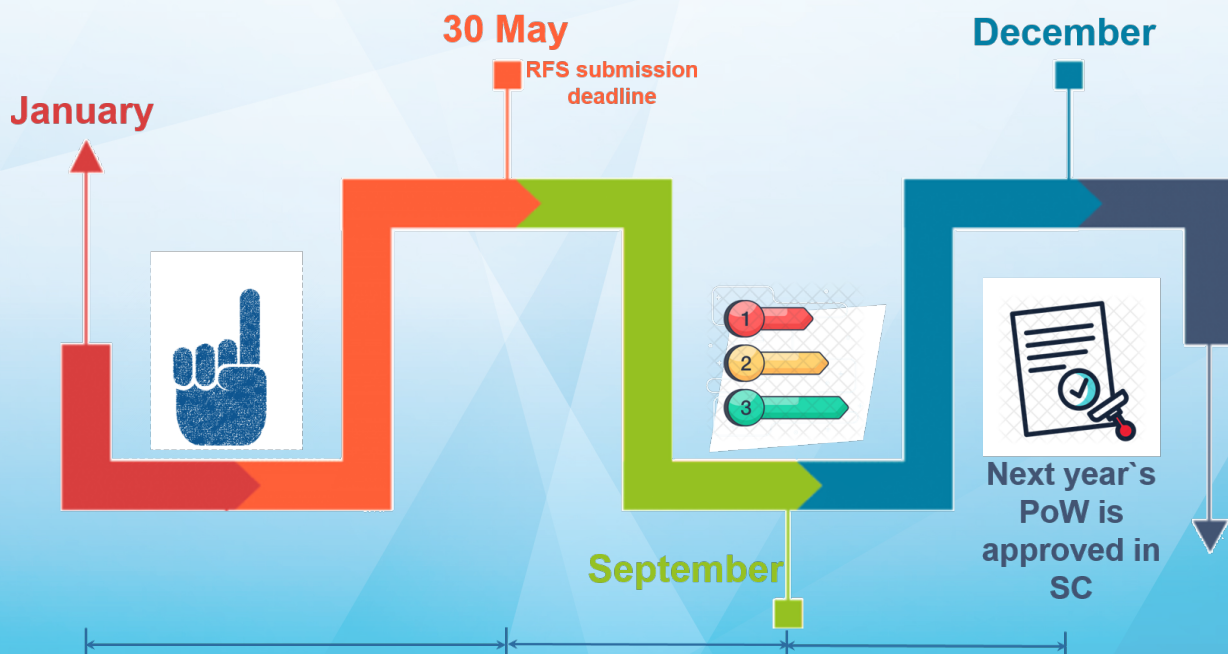 January
30 May
RFS submission
deadline
September
1
2
3
December
Next year`s
PoW is
approved in
SC